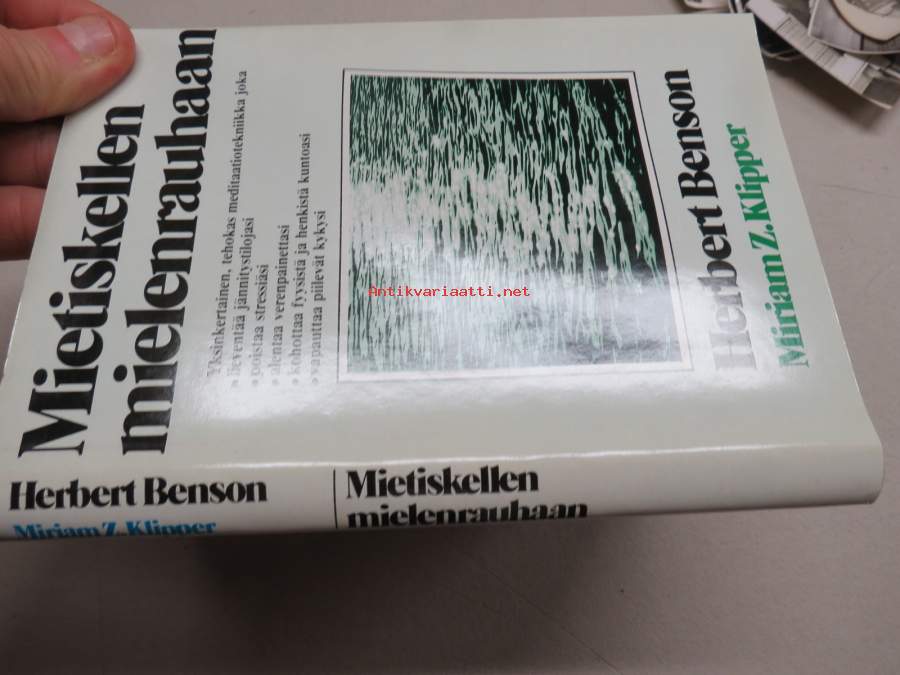 Mietiskellen
mielenrauhaan
Yksinkertainen, tehokas meditaatiotekniikka joka
• lieventää jännitystilojasi
• poistaa stressiäsi
• alentaa verenpainettasi
• kohottaa fyysistä ja henkistä kuntoasi
• vapauttaa piilevät kykysi
Antikvariaatti.net
Herbert Benson
Miriam Z. Klipper
Herbert Benson
Miriam Z. Klipper
Mietiskellen
mielenrauhaan